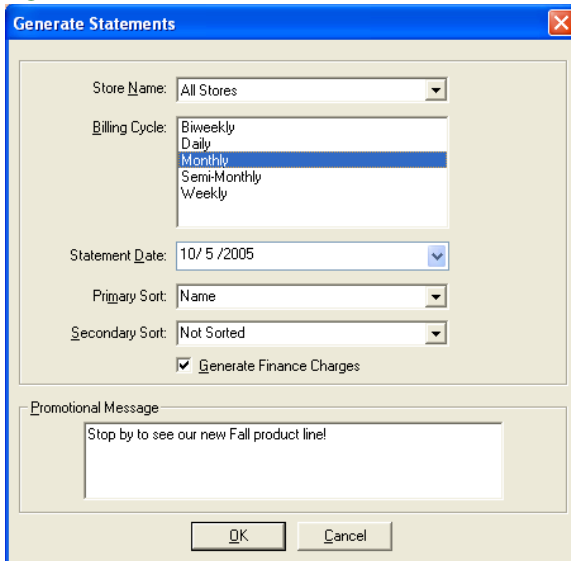 Generate Statements
Store Name: All Stores
Billing Cycle: Biweekly
Daily
Monthly
Semi-Monthly
Weekly
Statement Date: 10/ 5 /2005
Primary Sort: Name
Secondary Sort: Not Sorted
Generate Finance Charges
Promotional Message
Stop by to see our new Fall product line!
OK Cancel